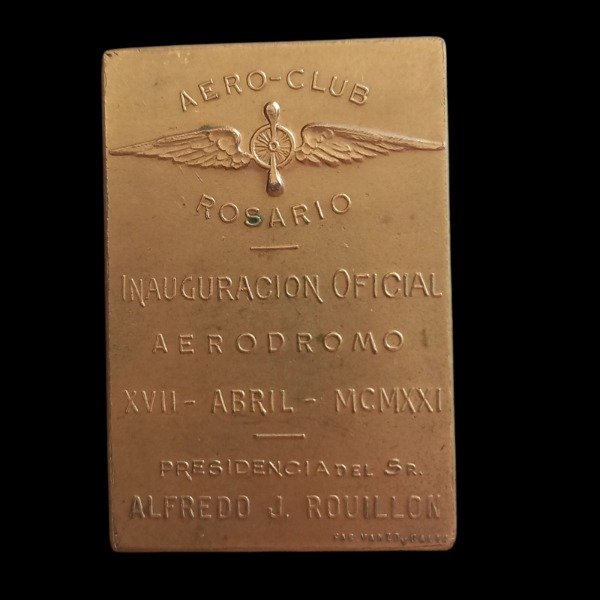 AERO-CLUB
ROSARIO
INAUGURACION OFICIAL
AERODROMO
XVII - ABRIL - MCMXXI
PRESIDENCIA DEL SR.
ALFREDO J. ROUILLON